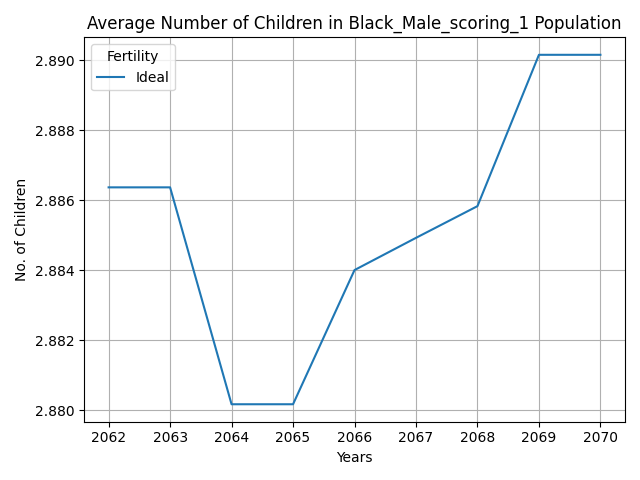 Average Number of Children in Black_Male_scoring_1 Population
Fertility
Ideal
2.890
2.888
2.886
2.884
2.882
2.880
No. of Children
2062 2063 2064 2065 2066 2067 2068 2069 2070
Years